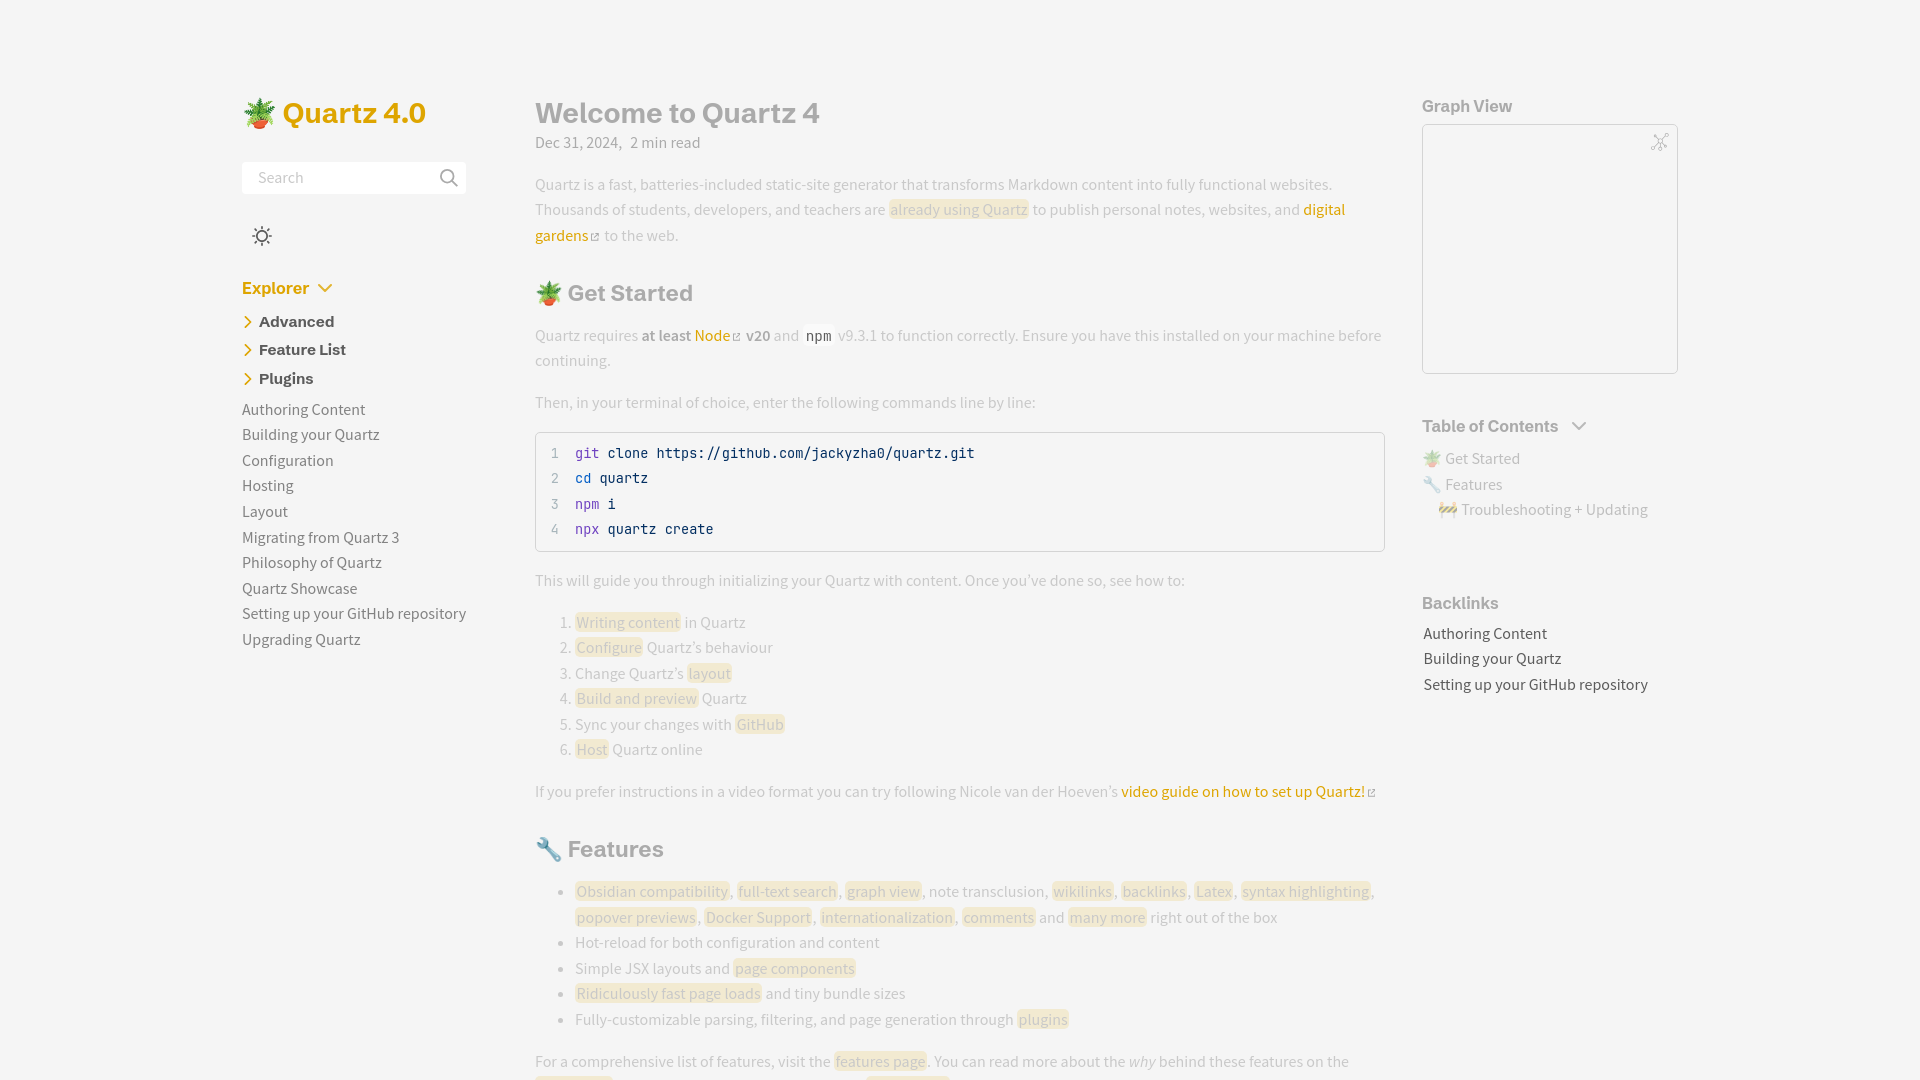 🪴 Quartz 4.0
Search
Explorer
Advanced
Feature List
Plugins
Authoring Content
Building your Quartz
Configuration
Hosting
Layout
Migrating from Quartz 3
Philosophy of Quartz
Quartz Showcase
Setting up your GitHub repository
Upgrading Quartz
Welcome to Quartz 4
Dec 31, 2024, 2 min read
Quartz is a fast, batteries-included static-site generator that transforms Markdown content into fully functional websites.
Thousands of students, developers, and teachers are already using Quartz to publish personal notes, websites, and digital
gardens to the web.
🪴 Get Started
Quartz requires at least Node v20 and npm v9.3.1 to function correctly. Ensure you have this installed on your machine before
continuing.
Then, in your terminal of choice, enter the following commands line by line:
1 git clone https://github.com/jackyzha0/quartz.git
2 cd quartz
3 npm i
4 npx quartz create
This will guide you through initializing your Quartz with content. Once you’ve done so, see how to:
1. Writing content in Quartz
2. Configure Quartz’s behaviour
3. Change Quartz’s layout
4. Build and preview Quartz
5. Sync your changes with GitHub
6. Host Quartz online
If you prefer instructions in a video format you can try following Nicole van der Hoeven’s video guide on how to set up Quartz!
🔧 Features
• Obsidian compatibility, full-text search, graph view, note transclusion, wikilinks, backlinks, Latex, syntax highlighting,
popover previews, Docker Support, internationalization, comments and many more right out of the box
• Hot-reload for both configuration and content
• Simple JSX layouts and page components
• Ridiculously fast page loads and tiny bundle sizes
• Fully-customizable parsing, filtering, and page generation through plugins
For a comprehensive list of features, visit the features page. You can read more about the why behind these features on the
Graph View
Table of Contents
🪴 Get Started
🔧 Features
🚧 Troubleshooting + Updating
Backlinks
Authoring Content
Building your Quartz
Setting up your GitHub repository